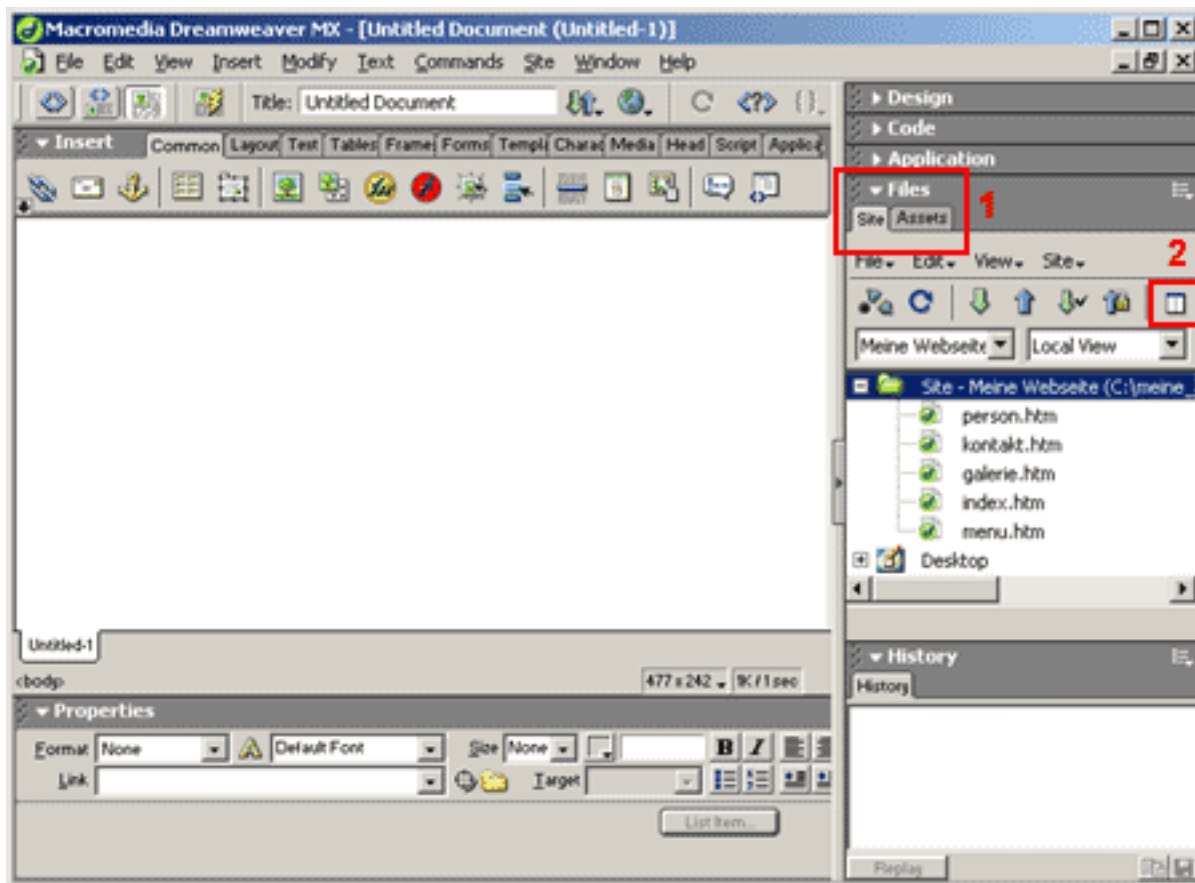 Macromedia Dreamweaver MX - [Untitled Document (Untitled-1)]
File Edit View Insert Modify Text Commands Site Window Help
Title: Untitled Document
Insert Common Layout Text Tables Frame Forms Templ Charac Media Head Script Applica
Design
Code
Application
Files
1
Site Assets
File Edit View Site
2
Meine Webseite Local View
Site - Meine Webseite (C:\meine_
person.htm
kontakt.htm
galerie.htm
index.htm
menu.htm
Desktop
Untitled-1
<body>
477 x 242 1K / 1 sec
Properties
Format None Default Font Size None B I
Link Target
List Item...
History
History
Replay